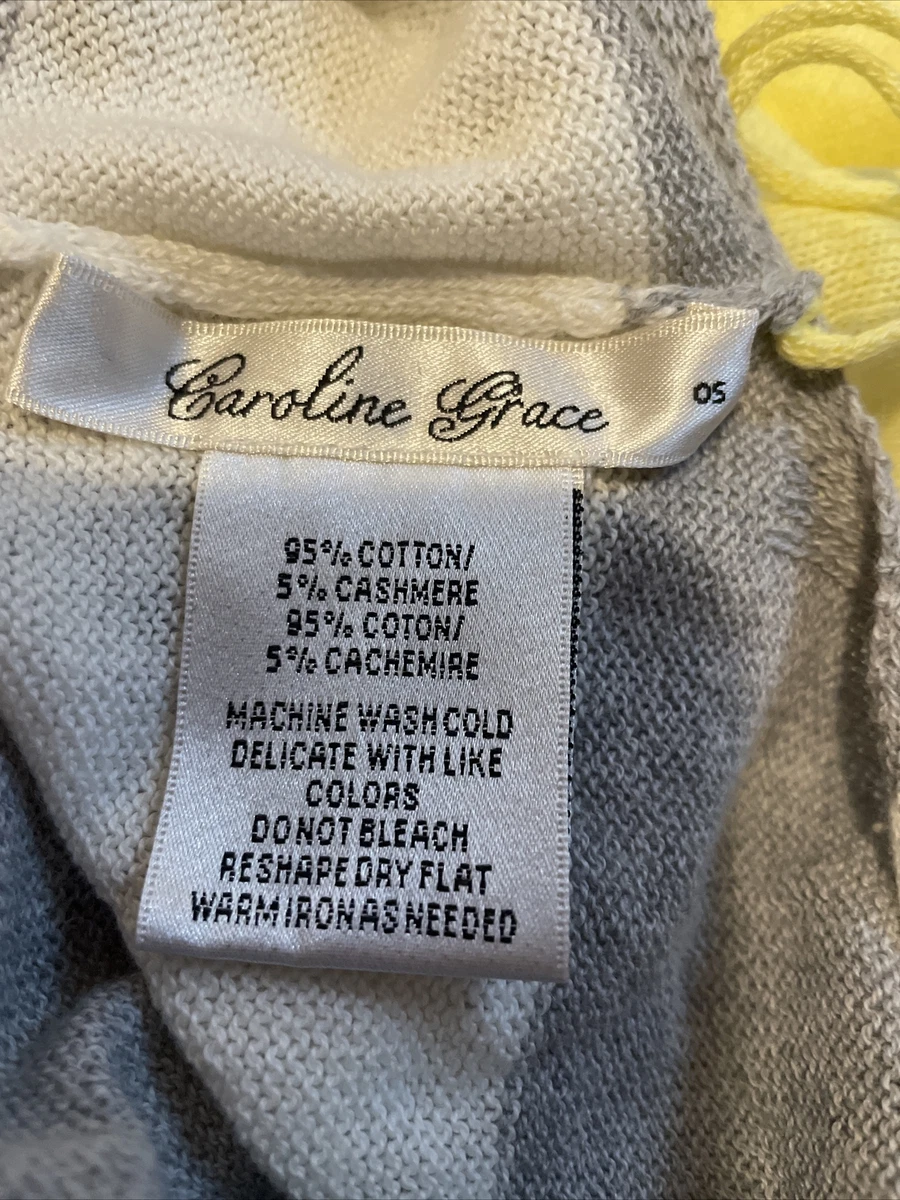 Caroline Grace
OS
95% COTTON/
5% CASHMERE
95% COTON/
5% CACHEMIRE
MACHINE WASH COLD
DELICATE WITH LIKE
COLORS
DO NOT BLEACH
RESHAPE DRY FLAT
WARM IRON AS NEEDED